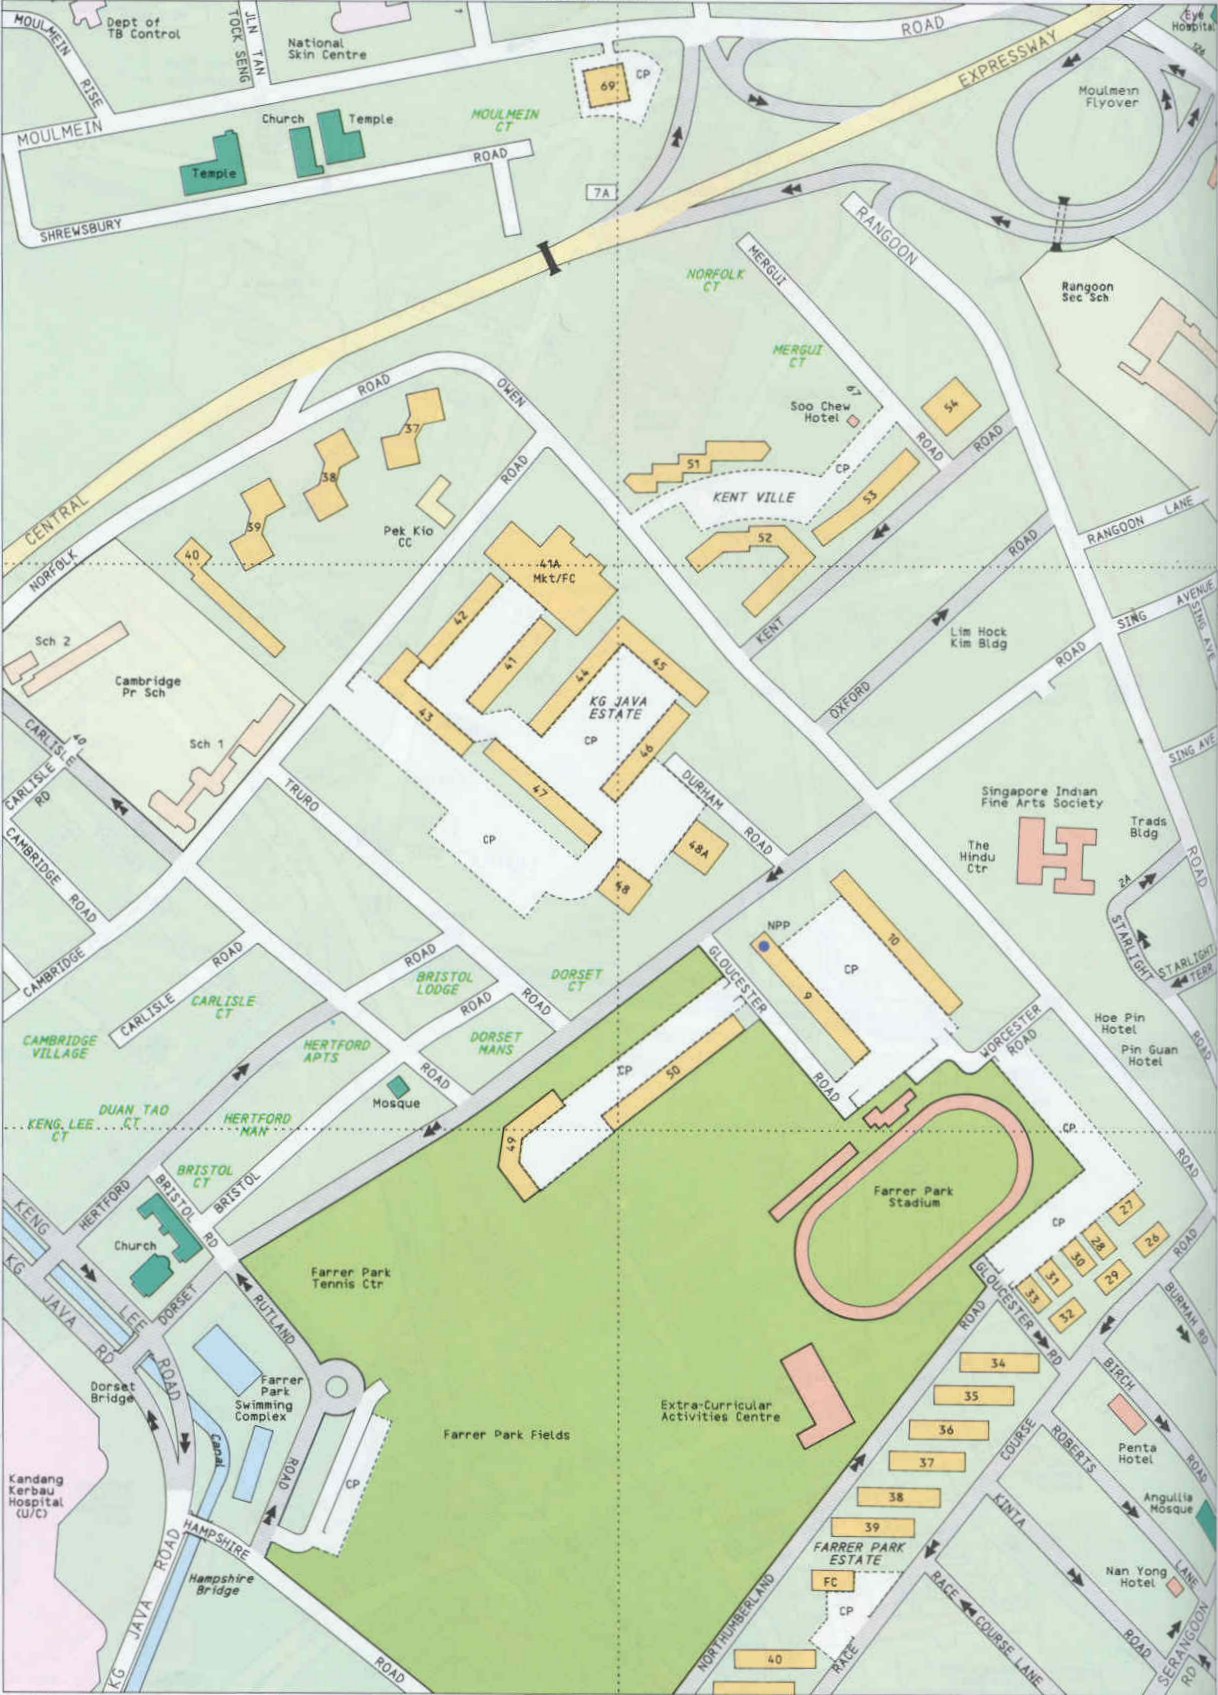 MOULMEIN
RISE
Dept of
TB Control
JLN TAN
TOCK SENG
National
Skin Centre
ROAD
EXPRESSWAY
Eye
Hospital
126
69
CP
MOULMEIN
CT
Moulmein
Flyover
Church
Temple
MOULMEIN
Temple
ROAD
7A
SHREWSBURY
RANGOON
MERGUI
NORFOLK
CT
Rangoon
Sec Sch
MERGUI
CT
ROAD
OWEN
37
67
Soo Chew
Hotel
54
ROAD
ROAD
38
ROAD
51
CP
KENT VILLE
53
CENTRAL
39
Pek Kio
CC
RANGOON LANE
40
52
NORFOLK
41A
Mkt/FC
ROAD
SING AVENUE
SING AVE
Sch 2
42
KENT
Lim Hock
Kim Bldg
Cambridge
Pr Sch
41
44
45
ROAD
KG JAVA
ESTATE
OXFORD
43
CP
46
CARLISLE
40
Sch 1
SING AVE
CARLISLE
RD
TRURO
47
DURHAM
ROAD
Singapore Indian
Fine Arts Society
Trads
Bldg
CP
48A
The
Hindu
Ctr
ROAD
CAMBRIDGE
ROAD
48
2A
STARLIGHT
NPP
10
STARLIGHT
TERR
CAMBRIDGE
ROAD
ROAD
GLOUCESTER
CP
BRISTOL
LODGE
DORSET
CT
9
CARLISLE
CARLISLE
CT
ROAD
ROAD
Hoe Pin
Hotel
CAMBRIDGE
VILLAGE
HERTFORD
APTS
DORSET
MANS
WORCESTER
ROAD
Pin Guan
Hotel
ROAD
CP
50
ROAD
ROAD
Mosque
DUAN TAO
CT
KENG LEE
CT
HERTFORD
MAN
49
CP
BRISTOL
CT
ROAD
Farrer Park
Stadium
KENG
HERTFORD
BRISTOL
RD
BRISTOL
27
CP
28
26
ROAD
Church
30
KG
Farrer Park
Tennis Ctr
GLOUCESTER
RD
31
29
33
32
JAVA
RD
LEE
DORSET
RUTLAND
BURMAH RD
ROAD
ROAD
34
BIRCH
Dorset
Bridge
Farrer
Park
Swimming
Complex
35
Extra-Curricular
Activities Centre
Farrer Park Fields
36
COURSE
ROBERTS
Penta
Hotel
Canal
37
ROAD
Kandang
Kerbau
Hospital
(U/C)
ROAD
CP
38
KINTA
Angullia
Mosque
39
HAMPSHIRE
ROAD
FARRER PARK
ESTATE
LANE
Hampshire
Bridge
FC
Nan Yong
Hotel
NORTHUMBERLAND
CP
RACE COURSE LANE
JAVA
KG
ROAD
40
RACE
ROAD
SERANGOON
RD